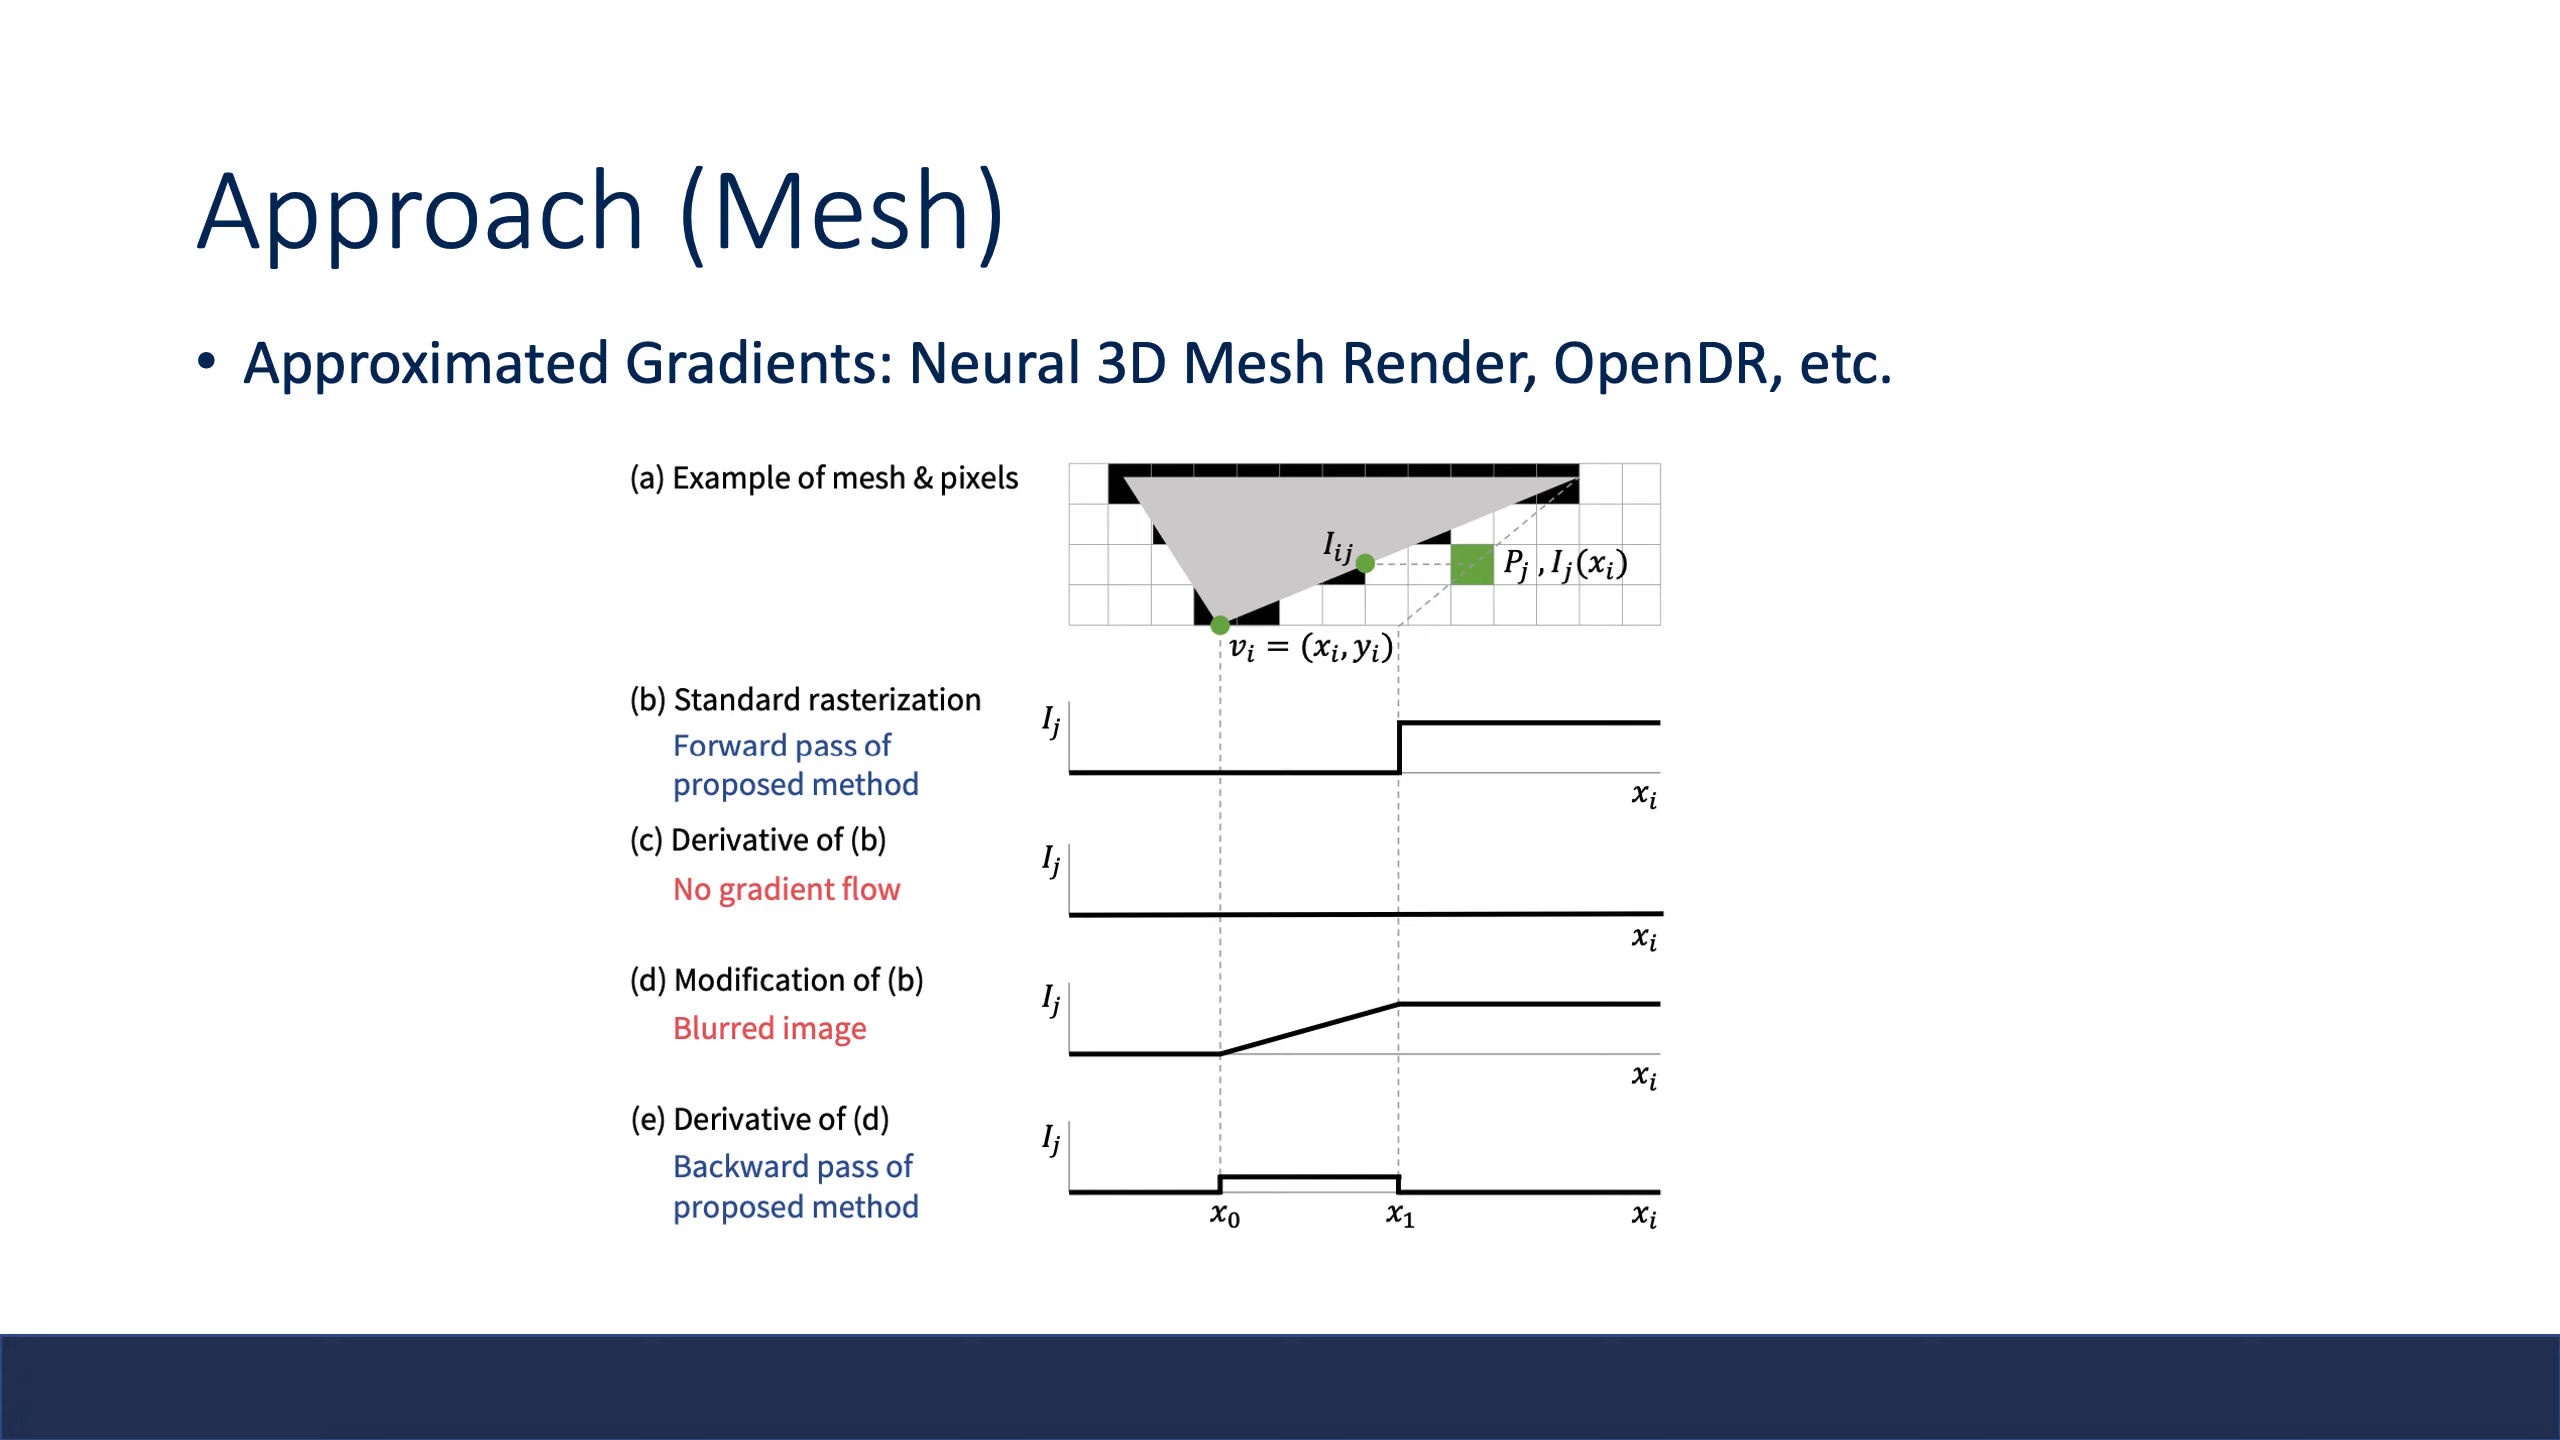 Approach (Mesh)
• Approximated Gradients: Neural 3D Mesh Render, OpenDR, etc.
(a) Example of mesh & pixels
I_ij
P_j , I_j(x_i)
v_i = (x_i, y_i)
(b) Standard rasterization
Forward pass of
proposed method
I_j
x_i
(c) Derivative of (b)
No gradient flow
I_j
x_i
(d) Modification of (b)
Blurred image
I_j
x_i
(e) Derivative of (d)
Backward pass of
proposed method
I_j
x_0 x_1 x_i